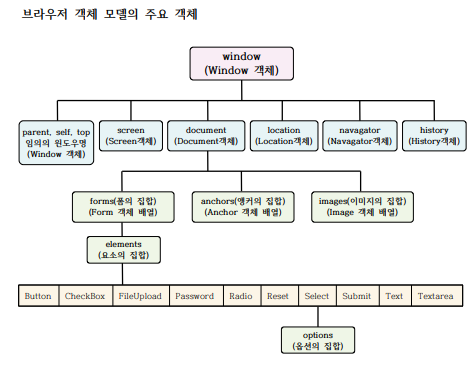 브라우저 객체 모델의 주요 객체
window
(Window 객체)
parent, self, top
임의의 윈도우명
(Window 객체)
screen
(Screen객체)
document
(Document객체)
location
(Location객체)
navagator
(Navagator객체)
history
(History객체)
forms(폼의 집합)
(Form 객체 배열)
anchors(앵커의 집합)
(Anchor 객체 배열)
images(이미지의 집합)
(Image 객체 배열)
elements
(요소의 집합)
Button CheckBox FileUpload Password Radio Reset Select Submit Text Textarea
options
(옵션의 집합)